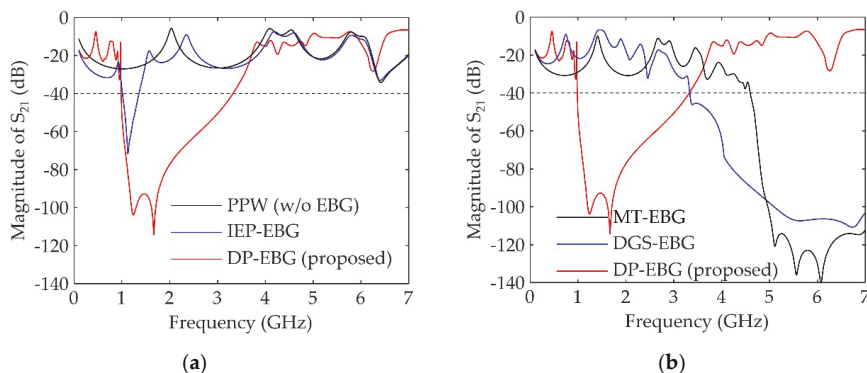 0
-20
-40
-60
-80
-100
-120
-140
Magnitude of S21 (dB)
PPW (w/o EBG)
IEP-EBG
DP-EBG (proposed)
0 1 2 3 4 5 6 7
Frequency (GHz)
(a)
0
-20
-40
-60
-80
-100
-120
-140
Magnitude of S21 (dB)
MT-EBG
DGS-EBG
DP-EBG (proposed)
0 1 2 3 4 5 6 7
Frequency (GHz)
(b)